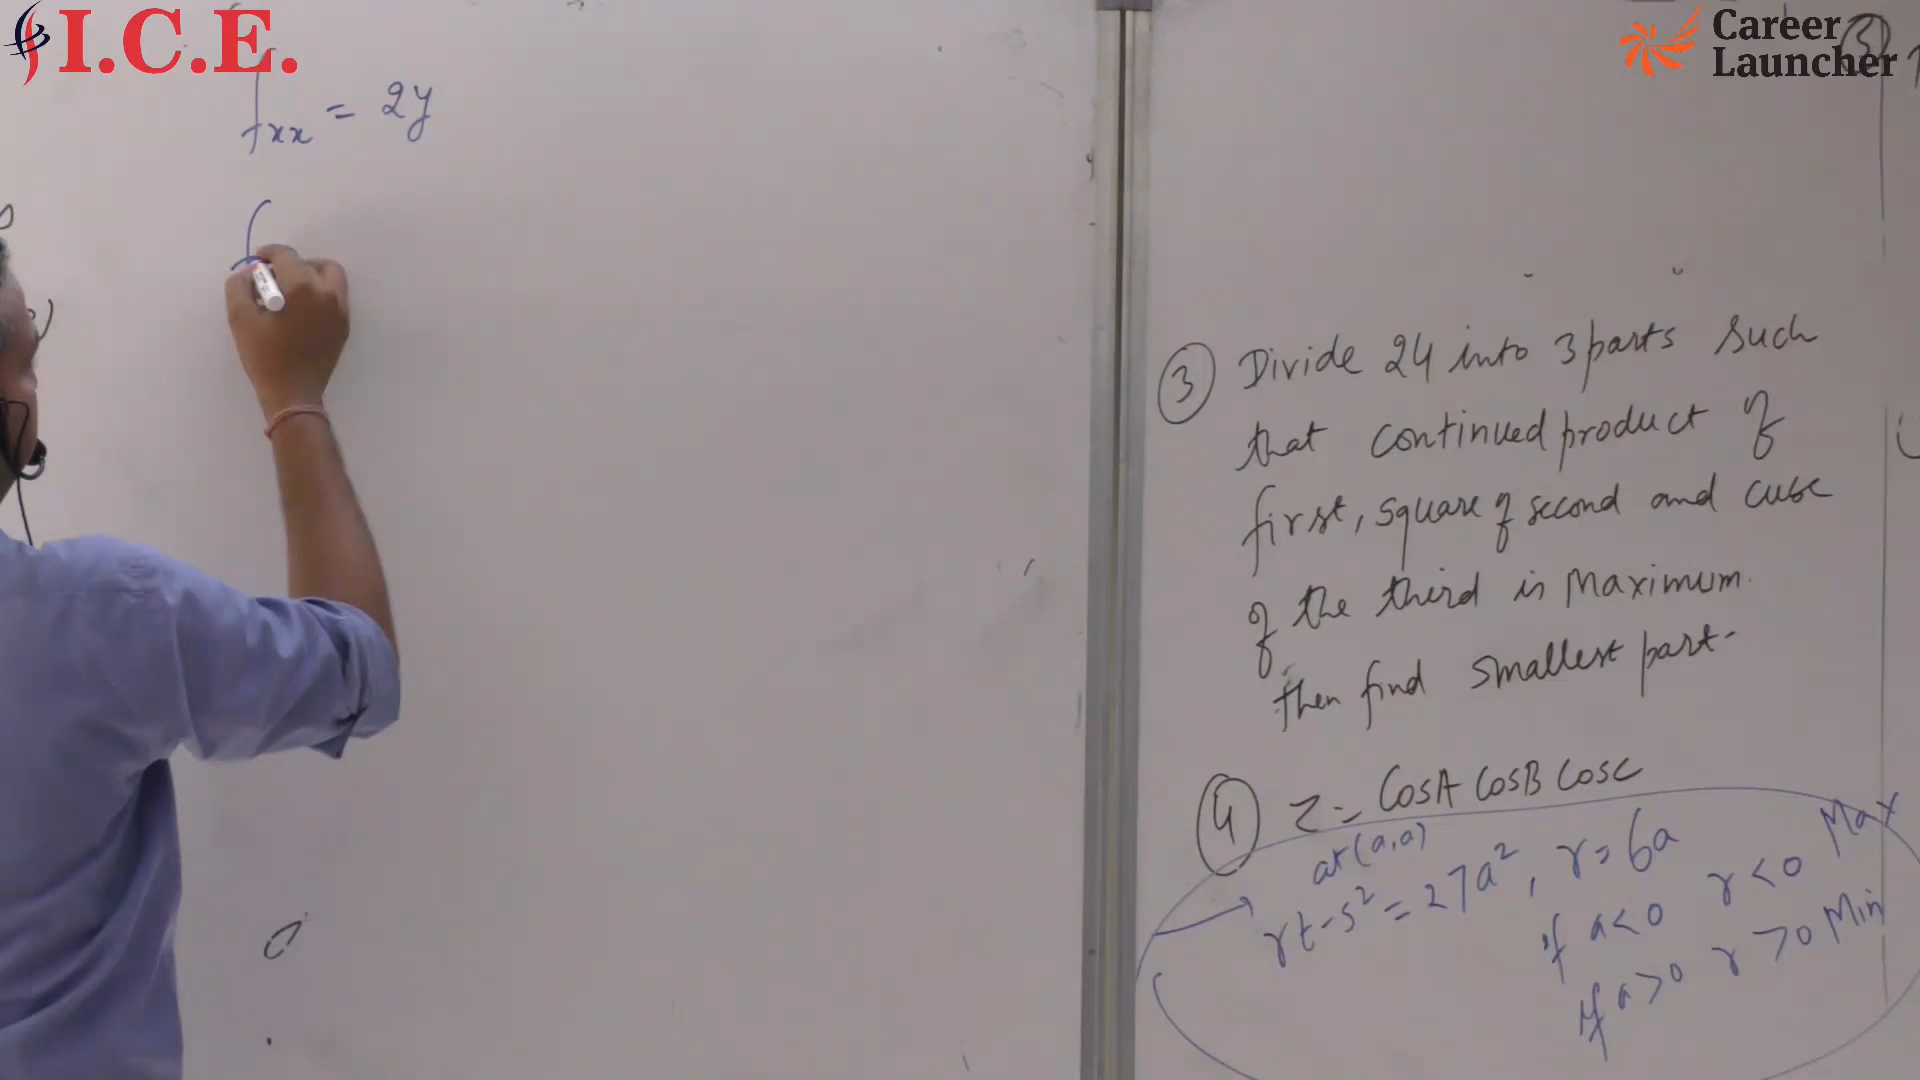 I.C.E.
Career
Launcher
fxx = 2y
③ Divide 24 into 3 parts such
that continued product of
first, square of second and cube
of the third is Maximum.
then find smallest part.
④ z = CosA CosB Cosc
at (a,a)
rt-s² = 27a², r = 6a
if a<0 r<0 Max
if a>0 r>0 Min